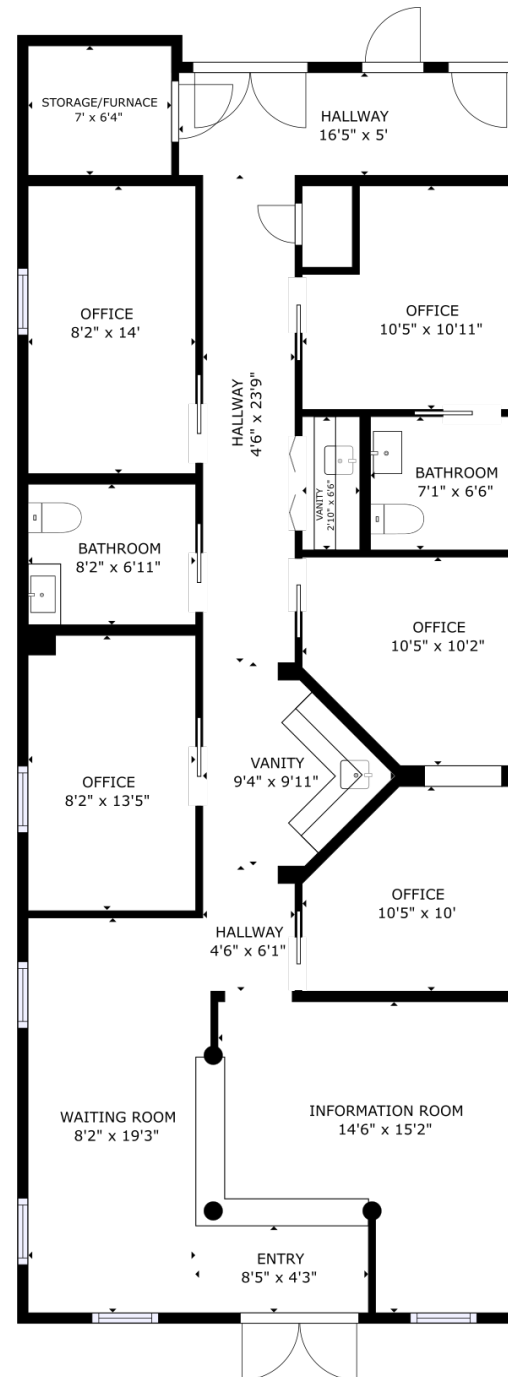 STORAGE/FURNACE
7' x 6'4"
HALLWAY
16'5" x 5'
OFFICE
8'2" x 14'
OFFICE
10'5" x 10'11"
HALLWAY
4'6" x 23'9"
VANITY
2'10" x 6'6"
BATHROOM
7'1" x 6'6"
BATHROOM
8'2" x 6'11"
OFFICE
10'5" x 10'2"
OFFICE
8'2" x 13'5"
VANITY
9'4" x 9'11"
OFFICE
10'5" x 10'
HALLWAY
4'6" x 6'1"
WAITING ROOM
8'2" x 19'3"
INFORMATION ROOM
14'6" x 15'2"
ENTRY
8'5" x 4'3"